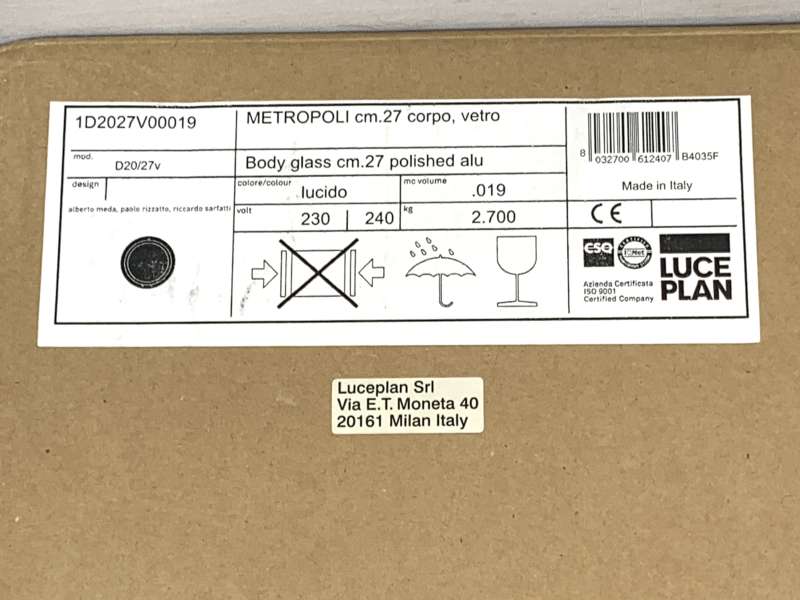 1D2027V00019
METROPOLI cm.27 corpo, vetro
mod.
D20/27v
Body glass cm.27 polished alu
8 032700 612407 B4035F
Made in Italy
design
alberto meda, paolo rizzatto, riccardo sarfatti
colore/colour
lucido
mc volume
.019
volt
230 240
kg
2.700
CE
CSQ
IQNet
Azienda Certificata
ISO 9001
Certified Company
LUCE
PLAN
Luceplan Srl
Via E.T. Moneta 40
20161 Milan Italy